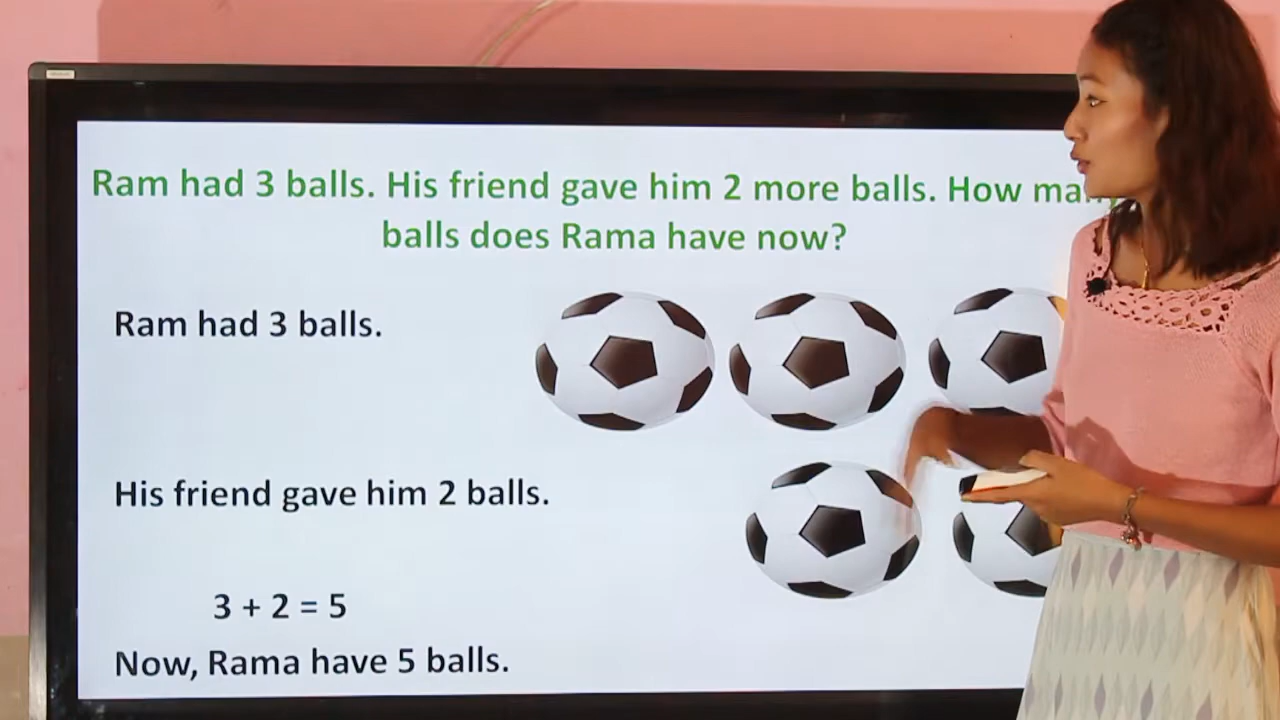 Ram had 3 balls. His friend gave him 2 more balls. How
balls does Rama have now?
Ram had 3 balls.
His friend gave him 2 balls.
3 + 2 = 5
Now, Rama have 5 balls.